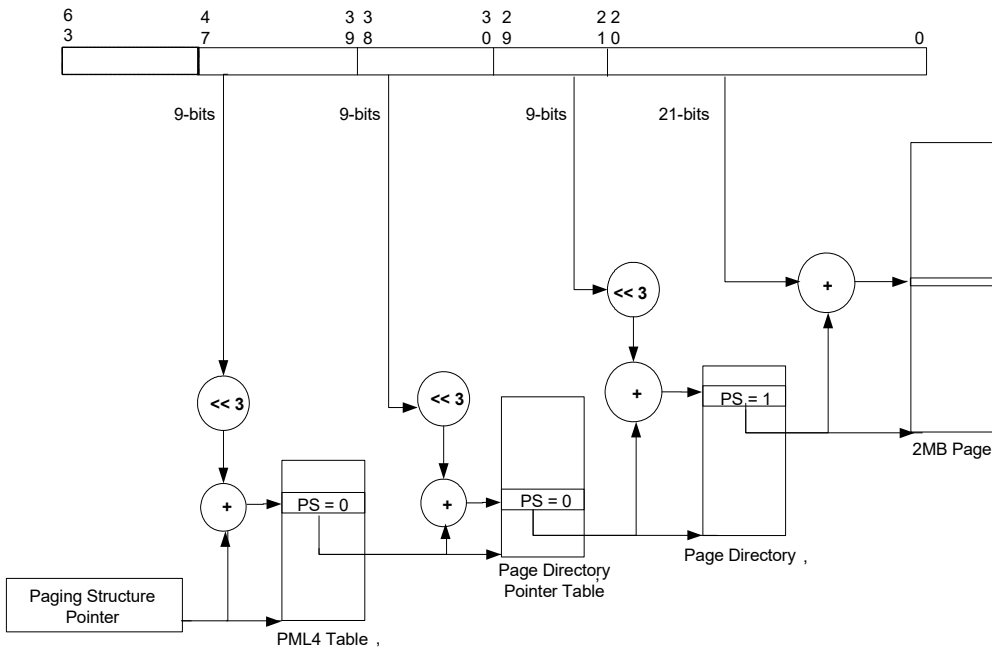 6 4 3 3 3 2 2 2
3 7 9 8 0 9 1 0 0
9-bits 9-bits 9-bits 21-bits
<< 3
+
2MB Page
<< 3
+
PS = 1
<< 3
<< 3
+
PS = 0
+
PS = 0
Page Directory ,
Page Directory,
Pointer Table
Paging Structure
Pointer
PML4 Table ,